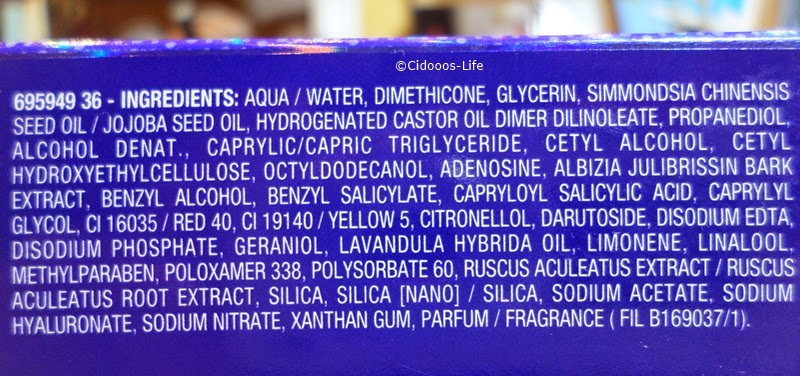 ©Cidooos-Life
695949 36 - INGREDIENTS: AQUA / WATER, DIMETHICONE, GLYCERIN, SIMMONDSIA CHINENSIS
SEED OIL / JOJOBA SEED OIL, HYDROGENATED CASTOR OIL DIMER DILINOLEATE, PROPANEDIOL,
ALCOHOL DENAT., CAPRYLIC/CAPRIC TRIGLYCERIDE, CETYL ALCOHOL, CETYL
HYDROXYETHYLCELLULOSE, OCTYLDODECANOL, ADENOSINE, ALBIZIA JULIBRISSIN BARK
EXTRACT, BENZYL ALCOHOL, BENZYL SALICYLATE, CAPRYLOYL SALICYLIC ACID, CAPRYLYL
GLYCOL, CI 16035 / RED 40, CI 19140 / YELLOW 5, CITRONELLOL, DARUTOSIDE, DISODIUM EDTA,
DISODIUM PHOSPHATE, GERANIOL, LAVANDULA HYBRIDA OIL, LIMONENE, LINALOOL,
METHYLPARABEN, POLOXAMER 338, POLYSORBATE 60, RUSCUS ACULEATUS EXTRACT / RUSCUS
ACULEATUS ROOT EXTRACT, SILICA, SILICA [NANO] / SILICA, SODIUM ACETATE, SODIUM
HYALURONATE, SODIUM NITRATE, XANTHAN GUM, PARFUM / FRAGRANCE ( FIL B169037/1).